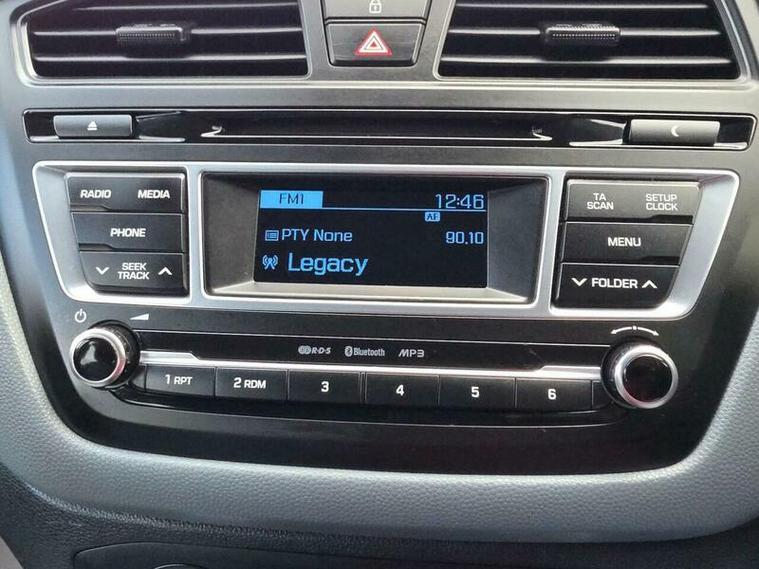 RADIO MEDIA
PHONE
SEEK
TRACK
FM1 12:46
AF
PTY None 90.10
Legacy
TA
SCAN
SETUP
CLOCK
MENU
FOLDER
R·D·S Bluetooth MP3
1 RPT 2 RDM 3 4 5 6